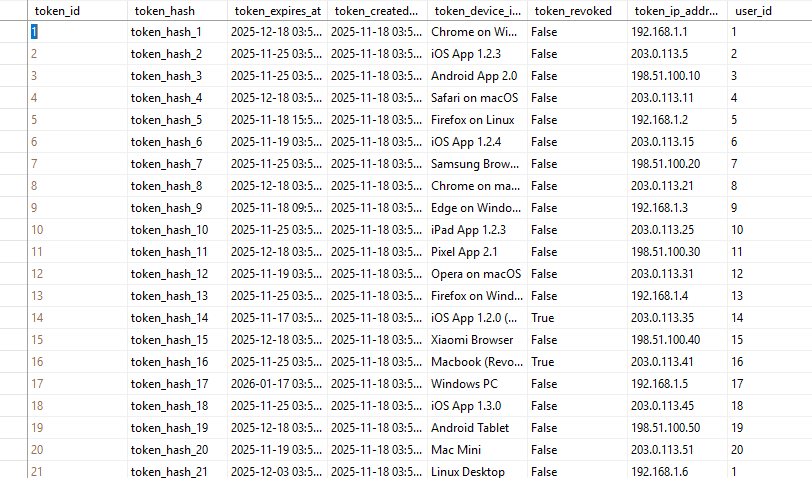 token_id token_hash token_expires_at token_created... token_device_i... token_revoked token_ip_addr... user_id
1 token_hash_1 2025-12-18 03:5... 2025-11-18 03:5... Chrome on Wi... False 192.168.1.1 1
2 token_hash_2 2025-11-25 03:5... 2025-11-18 03:5... iOS App 1.2.3 False 203.0.113.5 2
3 token_hash_3 2025-11-25 03:5... 2025-11-18 03:5... Android App 2.0 False 198.51.100.10 3
4 token_hash_4 2025-12-18 03:5... 2025-11-18 03:5... Safari on macOS False 203.0.113.11 4
5 token_hash_5 2025-11-18 15:5... 2025-11-18 03:5... Firefox on Linux False 192.168.1.2 5
6 token_hash_6 2025-11-19 03:5... 2025-11-18 03:5... iOS App 1.2.4 False 203.0.113.15 6
7 token_hash_7 2025-11-25 03:5... 2025-11-18 03:5... Samsung Brow... False 198.51.100.20 7
8 token_hash_8 2025-12-18 03:5... 2025-11-18 03:5... Chrome on ma... False 203.0.113.21 8
9 token_hash_9 2025-11-18 09:5... 2025-11-18 03:5... Edge on Windo... False 192.168.1.3 9
10 token_hash_10 2025-11-25 03:5... 2025-11-18 03:5... iPad App 1.2.3 False 203.0.113.25 10
11 token_hash_11 2025-12-18 03:5... 2025-11-18 03:5... Pixel App 2.1 False 198.51.100.30 11
12 token_hash_12 2025-11-19 03:5... 2025-11-18 03:5... Opera on macOS False 203.0.113.31 12
13 token_hash_13 2025-11-25 03:5... 2025-11-18 03:5... Firefox on Wind... False 192.168.1.4 13
14 token_hash_14 2025-11-17 03:5... 2025-11-18 03:5... iOS App 1.2.0 (... True 203.0.113.35 14
15 token_hash_15 2025-12-18 03:5... 2025-11-18 03:5... Xiaomi Browser False 198.51.100.40 15
16 token_hash_16 2025-11-25 03:5... 2025-11-18 03:5... Macbook (Revo... True 203.0.113.41 16
17 token_hash_17 2026-01-17 03:5... 2025-11-18 03:5... Windows PC False 192.168.1.5 17
18 token_hash_18 2025-11-25 03:5... 2025-11-18 03:5... iOS App 1.3.0 False 203.0.113.45 18
19 token_hash_19 2025-12-18 03:5... 2025-11-18 03:5... Android Tablet False 198.51.100.50 19
20 token_hash_20 2025-11-19 03:5... 2025-11-18 03:5... Mac Mini False 203.0.113.51 20
21 token_hash_21 2025-12-03 03:5... 2025-11-18 03:5... Linux Desktop False 192.168.1.6 1